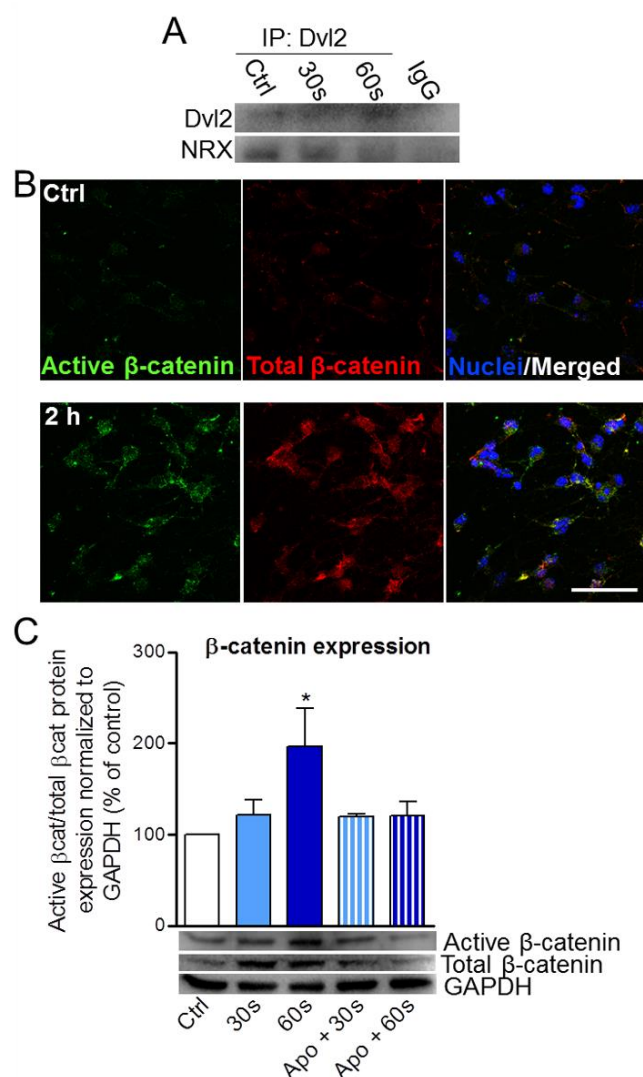 A
IP: Dvl2
Ctrl 30s 60s IgG
Dvl2
NRX
B
Ctrl
Active β-catenin Total β-catenin Nuclei/Merged
2 h
C
β-catenin expression
Active βcat/total βcat protein
expression normalized to
GAPDH (% of control)
300
200
100
0
*
Active β-catenin
Total β-catenin
GAPDH
Ctrl 30s 60s Apo + 30s Apo + 60s